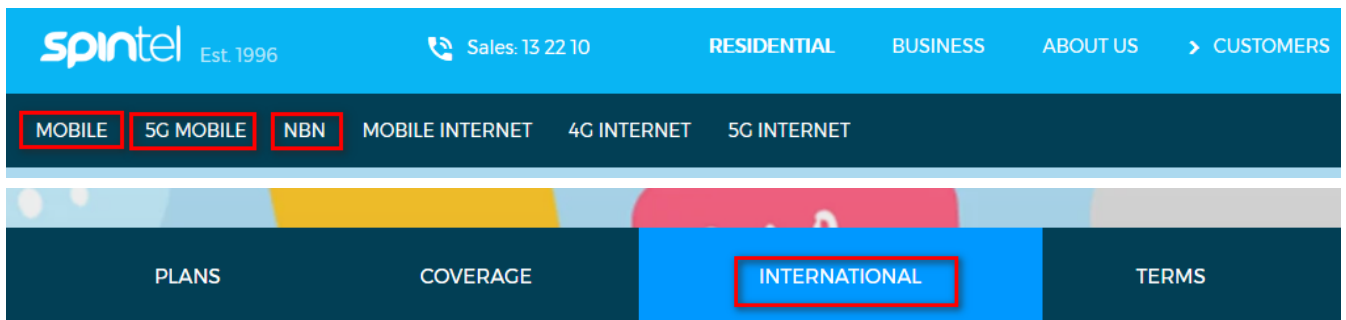 spintel Est. 1996 Sales: 13 22 10 RESIDENTIAL BUSINESS ABOUT US > CUSTOMERS
MOBILE 5G MOBILE NBN MOBILE INTERNET 4G INTERNET 5G INTERNET
PLANS COVERAGE INTERNATIONAL TERMS